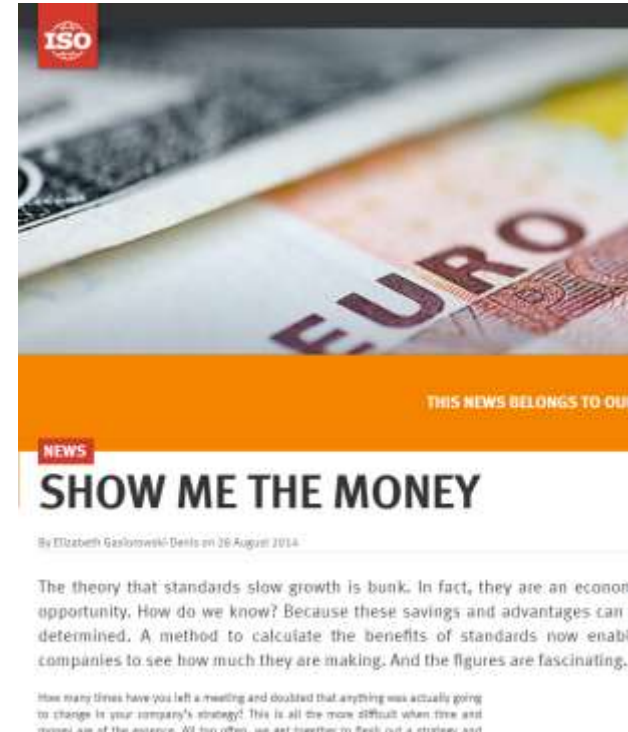 ISO
EURO
THIS NEWS BELONGS TO OU
NEWS
SHOW ME THE MONEY
By Elizabeth Gasiorowski-Denis on 28 August 2014
The theory that standards slow growth is bunk. In fact, they are an econom
opportunity. How do we know? Because these savings and advantages can
determined. A method to calculate the benefits of standards now enabl
companies to see how much they are making. And the figures are fascinating.
How many times have you left a meeting and doubted that anything was actually going
to change in your company's strategy? This is all the more difficult when time and
money are of the essence. All too often, we get together to flesh out a strategy and